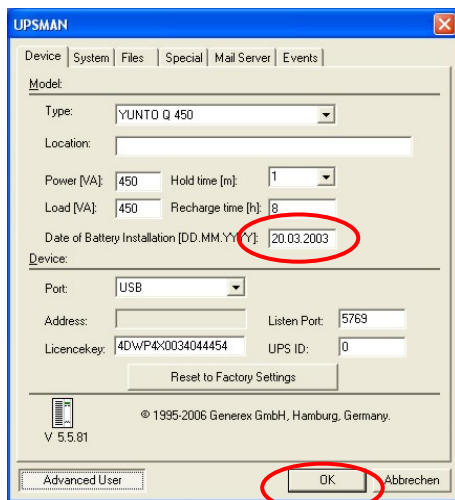 UPSMAN
Device System Files Special Mail Server Events
Model:
Type: YUNTO Q 450
Location:
Power [VA]: 450 Hold time [m]: 1
Load [VA]: 450 Recharge time [h]: 8
Date of Battery Installation [DD.MM.YYYY]: 20.03.2003
Device:
Port: USB
Address: Listen Port: 5769
Licencekey: 4DWP4X0034044454 UPS ID: 0
Reset to Factory Settings
© 1995-2006 Generex GmbH, Hamburg, Germany.
V 5.5.81
Advanced User OK Abbrechen